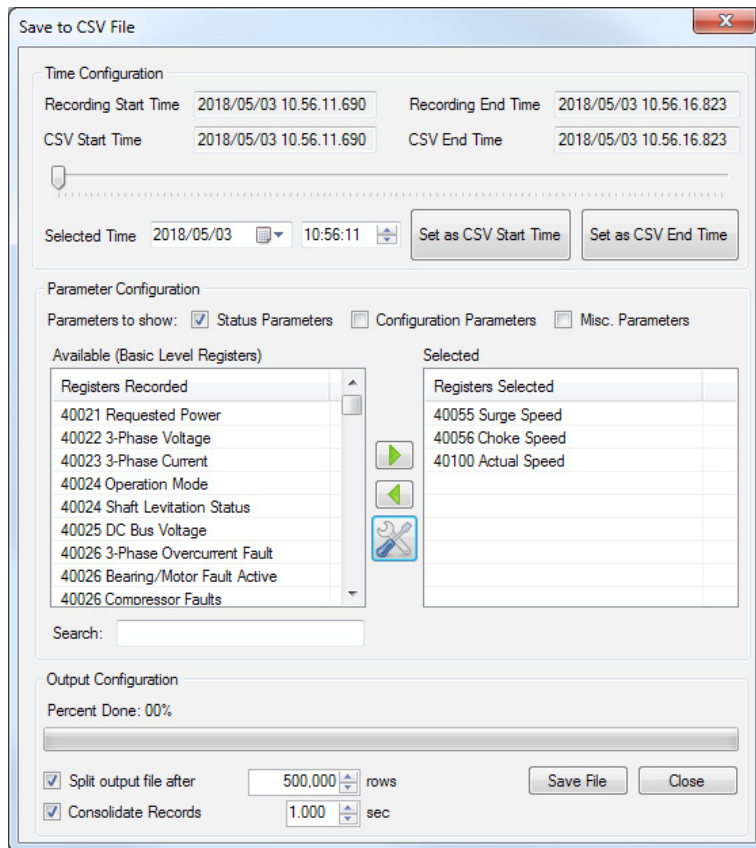 Save to CSV File
Time Configuration
Recording Start Time 2018/05/03 10.56.11.690 Recording End Time 2018/05/03 10.56.16.823
CSV Start Time 2018/05/03 10.56.11.690 CSV End Time 2018/05/03 10.56.16.823
Selected Time 2018/05/03 10:56:11 Set as CSV Start Time Set as CSV End Time
Parameter Configuration
Parameters to show: Status Parameters Configuration Parameters Misc. Parameters
Available (Basic Level Registers)
Registers Recorded
40021 Requested Power
40022 3-Phase Voltage
40023 3-Phase Current
40024 Operation Mode
40024 Shaft Levitation Status
40025 DC Bus Voltage
40026 3-Phase Overcurrent Fault
40026 Bearing/Motor Fault Active
40026 Compressor Faults
Selected
Registers Selected
40055 Surge Speed
40056 Choke Speed
40100 Actual Speed
Search:
Output Configuration
Percent Done: 00%
Split output file after 500,000 rows Save File Close
Consolidate Records 1.000 sec